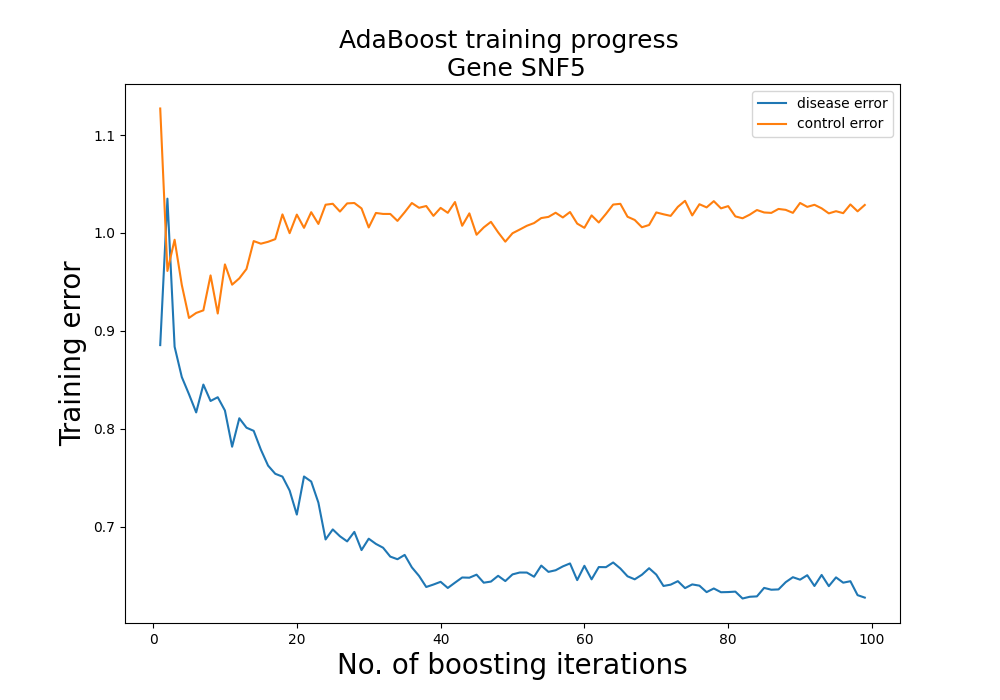 AdaBoost training progress
Gene SNF5
disease error
control error
Training error
1.1
1.0
0.9
0.8
0.7
0
20
40
60
80
100
No. of boosting iterations